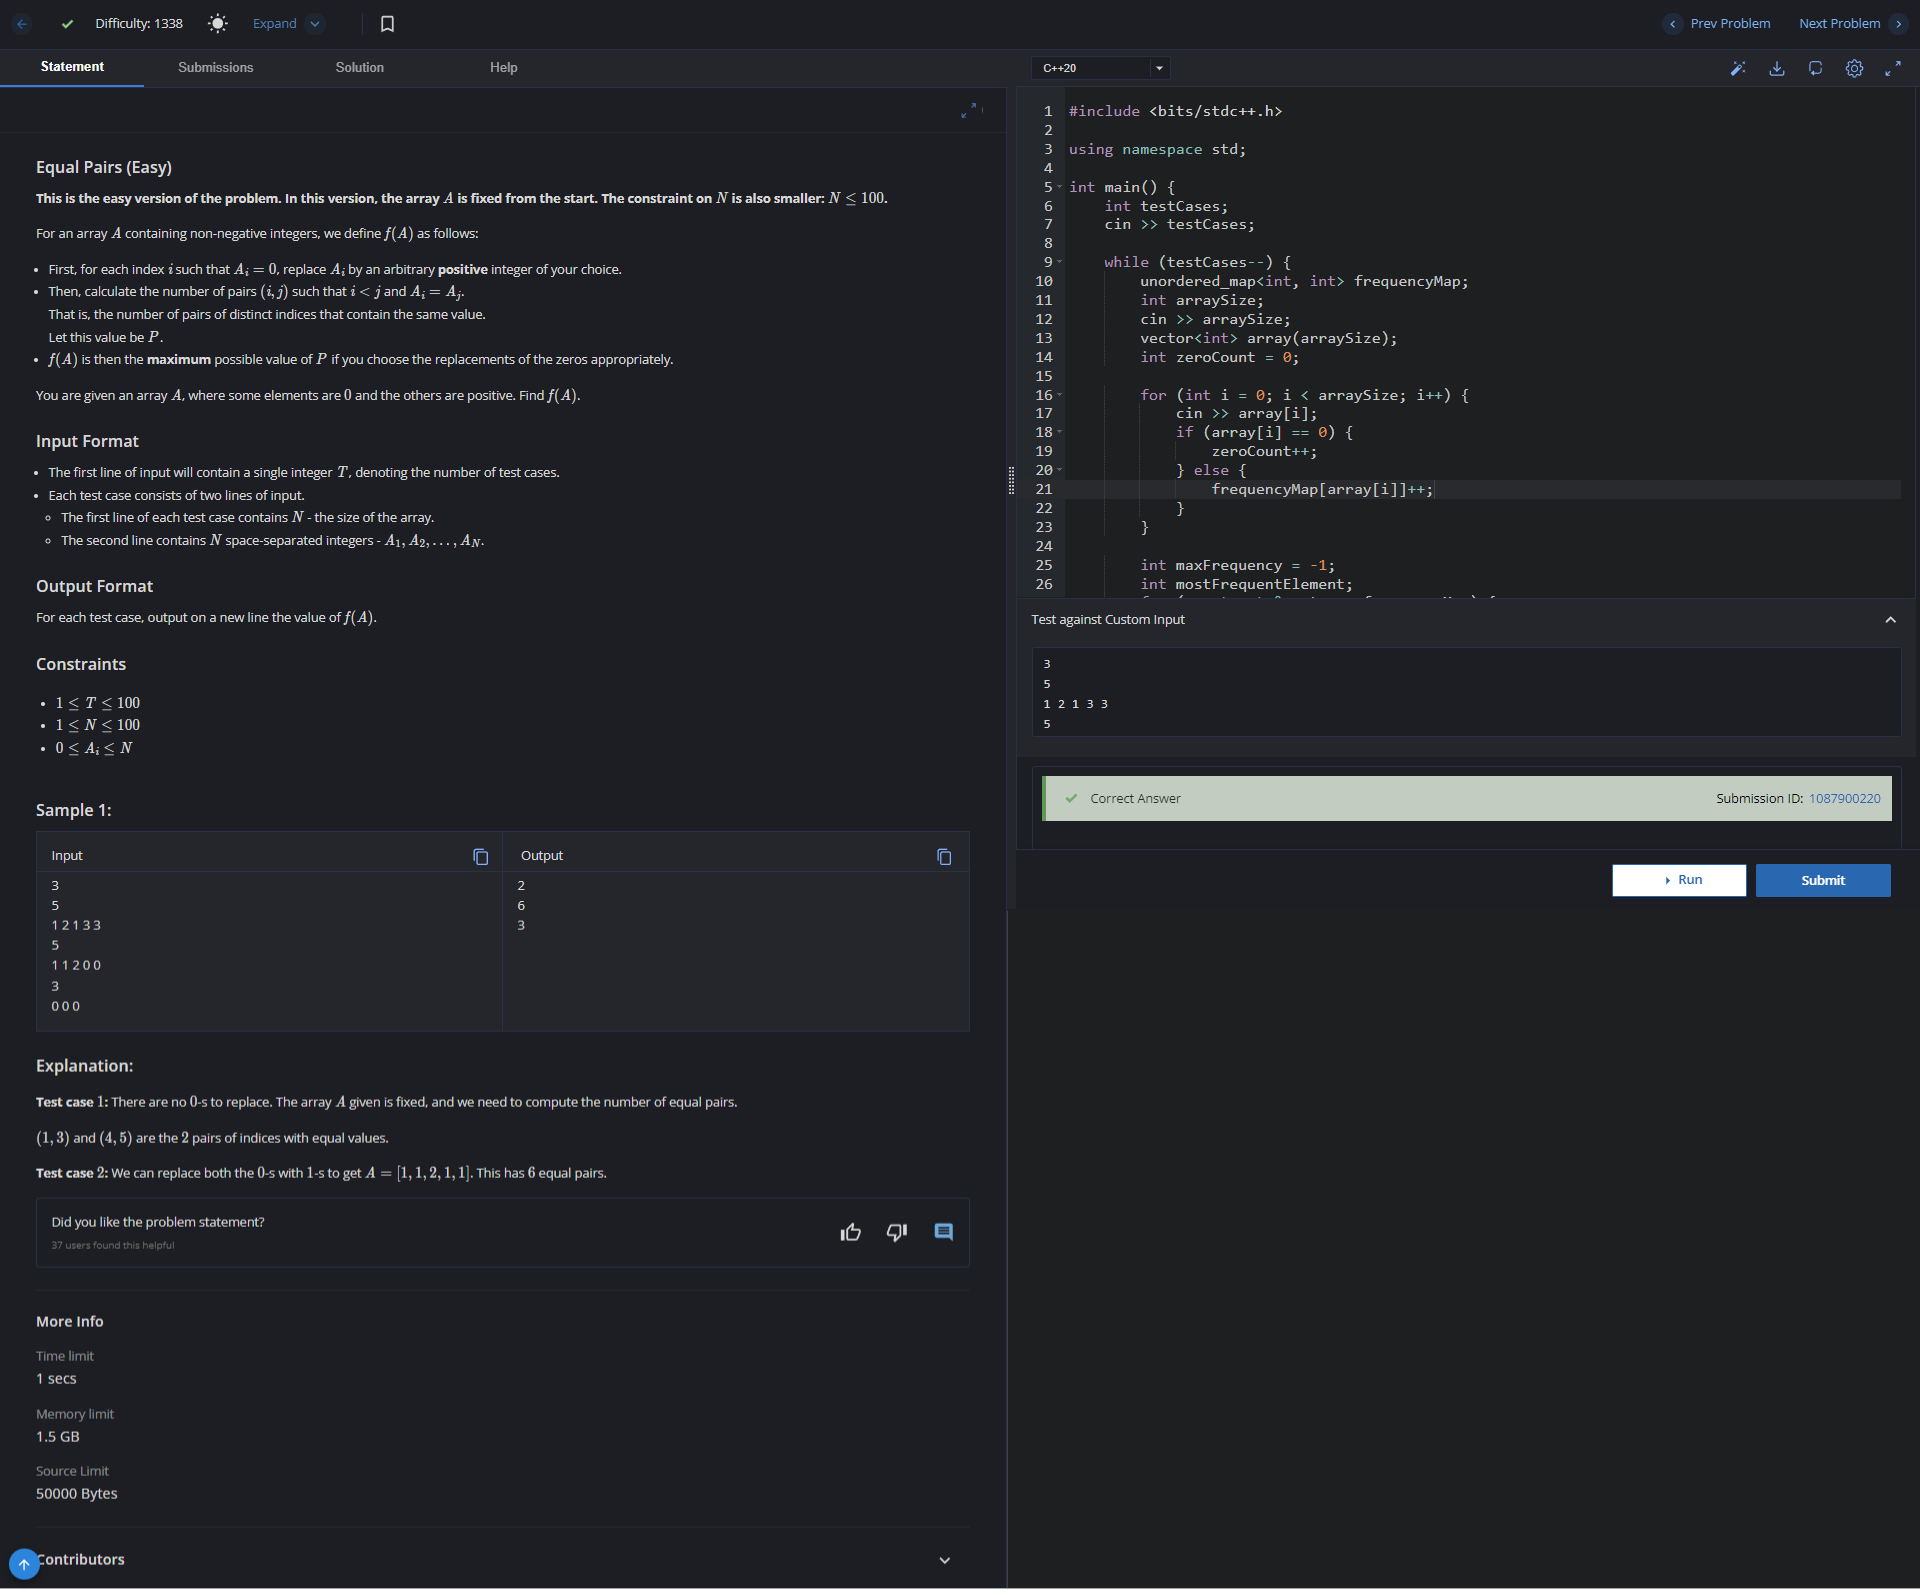 Difficulty: 1338
Expand
Prev Problem
Next Problem
Statement
Submissions
Solution
Help
Equal Pairs (Easy)
This is the easy version of the problem. In this version, the array A is fixed from the start. The constraint on N is also smaller: N ≤ 100.
For an array A containing non-negative integers, we define f(A) as follows:
• First, for each index i such that A_i = 0, replace A_i by an arbitrary positive integer of your choice.
• Then, calculate the number of pairs (i, j) such that i < j and A_i = A_j.
That is, the number of pairs of distinct indices that contain the same value.
Let this value be P.
• f(A) is then the maximum possible value of P if you choose the replacements of the zeros appropriately.
You are given an array A, where some elements are 0 and the others are positive. Find f(A).
Input Format
• The first line of input will contain a single integer T, denoting the number of test cases.
• Each test case consists of two lines of input.
◦ The first line of each test case contains N - the size of the array.
◦ The second line contains N space-separated integers - A_1, A_2, . . . , A_N.
Output Format
For each test case, output on a new line the value of f(A).
Constraints
• 1 ≤ T ≤ 100
• 1 ≤ N ≤ 100
• 0 ≤ A_i ≤ N
Sample 1:
Input
3
5
1 2 1 3 3
5
1 1 2 0 0
3
0 0 0
Output
2
6
3
Explanation:
Test case 1: There are no 0-s to replace. The array A given is fixed, and we need to compute the number of equal pairs.
(1, 3) and (4, 5) are the 2 pairs of indices with equal values.
Test case 2: We can replace both the 0-s with 1-s to get A = [1, 1, 2, 1, 1]. This has 6 equal pairs.
Did you like the problem statement?
37 users found this helpful
More Info
Time limit
1 secs
Memory limit
1.5 GB
Source Limit
50000 Bytes
Contributors
C++20
1 #include <bits/stdc++.h>
2
3 using namespace std;
4
5 int main() {
6 int testCases;
7 cin >> testCases;
8
9 while (testCases--) {
10 unordered_map<int, int> frequencyMap;
11 int arraySize;
12 cin >> arraySize;
13 vector<int> array(arraySize);
14 int zeroCount = 0;
15
16 for (int i = 0; i < arraySize; i++) {
17 cin >> array[i];
18 if (array[i] == 0) {
19 zeroCount++;
20 } else {
21 frequencyMap[array[i]]++;
22 }
23 }
24
25 int maxFrequency = -1;
26 int mostFrequentElement;
Test against Custom Input
3
5
1 2 1 3 3
5
Correct Answer
Submission ID: 1087900220
Run
Submit